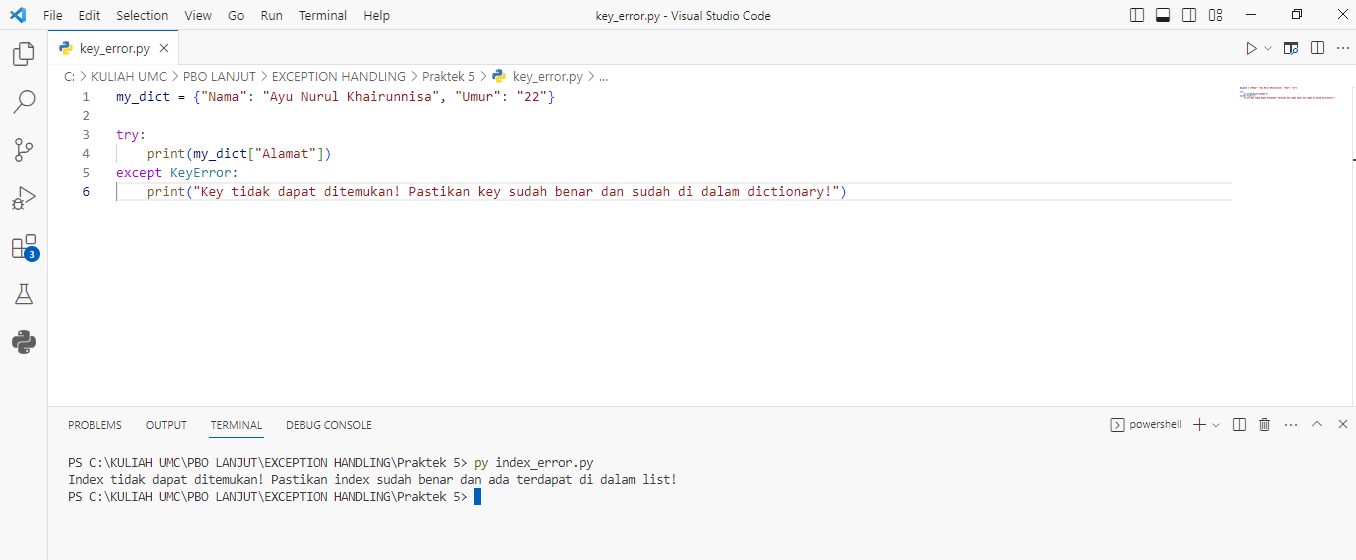 File Edit Selection View Go Run Terminal Help key_error.py - Visual Studio Code
key_error.py
C: > KULIAH UMC > PBO LANJUT > EXCEPTION HANDLING > Praktek 5 > key_error.py > ...
1 my_dict = {"Nama": "Ayu Nurul Khairunnisa", "Umur": "22"}
2
3 try:
4 print(my_dict["Alamat"])
5 except KeyError:
6 print("Key tidak dapat ditemukan! Pastikan key sudah benar dan sudah di dalam dictionary!")
3
PROBLEMS OUTPUT TERMINAL DEBUG CONSOLE powershell
PS C:\KULIAH UMC\PBO LANJUT\EXCEPTION HANDLING\Praktek 5> py index_error.py
Index tidak dapat ditemukan! Pastikan index sudah benar dan ada terdapat di dalam list!
PS C:\KULIAH UMC\PBO LANJUT\EXCEPTION HANDLING\Praktek 5>